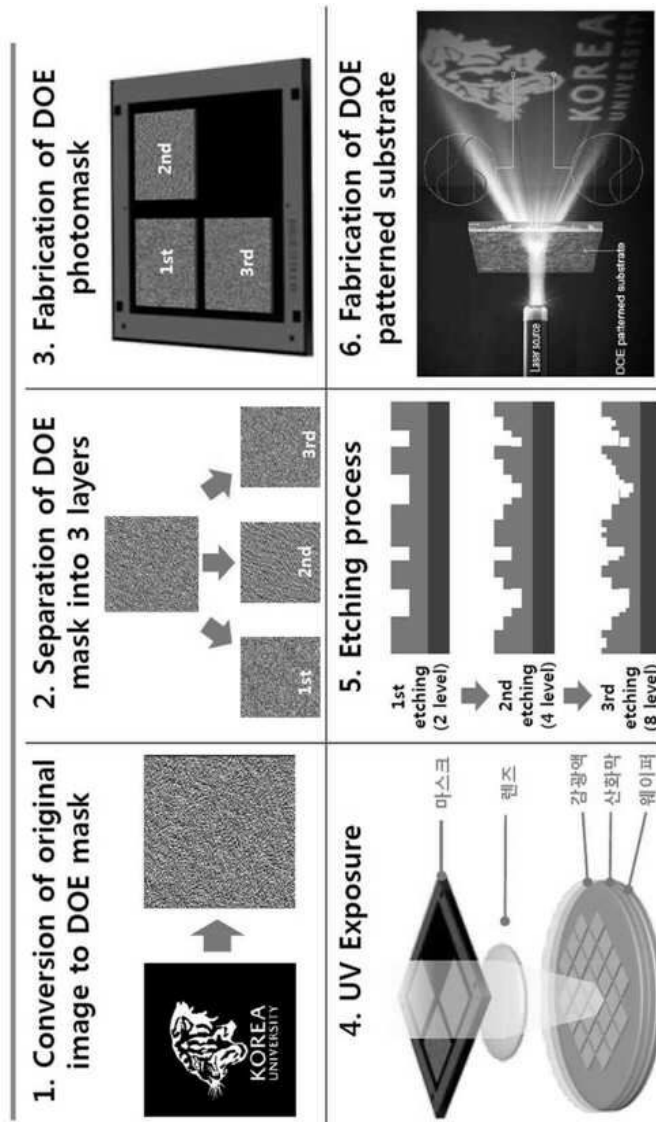 1. Conversion of original
image to DOE mask
KOREA
UNIVERSITY
2. Separation of DOE
mask into 3 layers
1st
2nd
3rd
3. Fabrication of DOE
photomask
1st
2nd
3rd
4. UV Exposure
마스크
렌즈
감광액
산화막
웨이퍼
5. Etching process
1st
etching
(2 level)
2nd
etching
(4 level)
3rd
etching
(8 level)
6. Fabrication of DOE
patterned substrate
Laser source
DOE patterned substrate
KOREA
UNIVERSITY